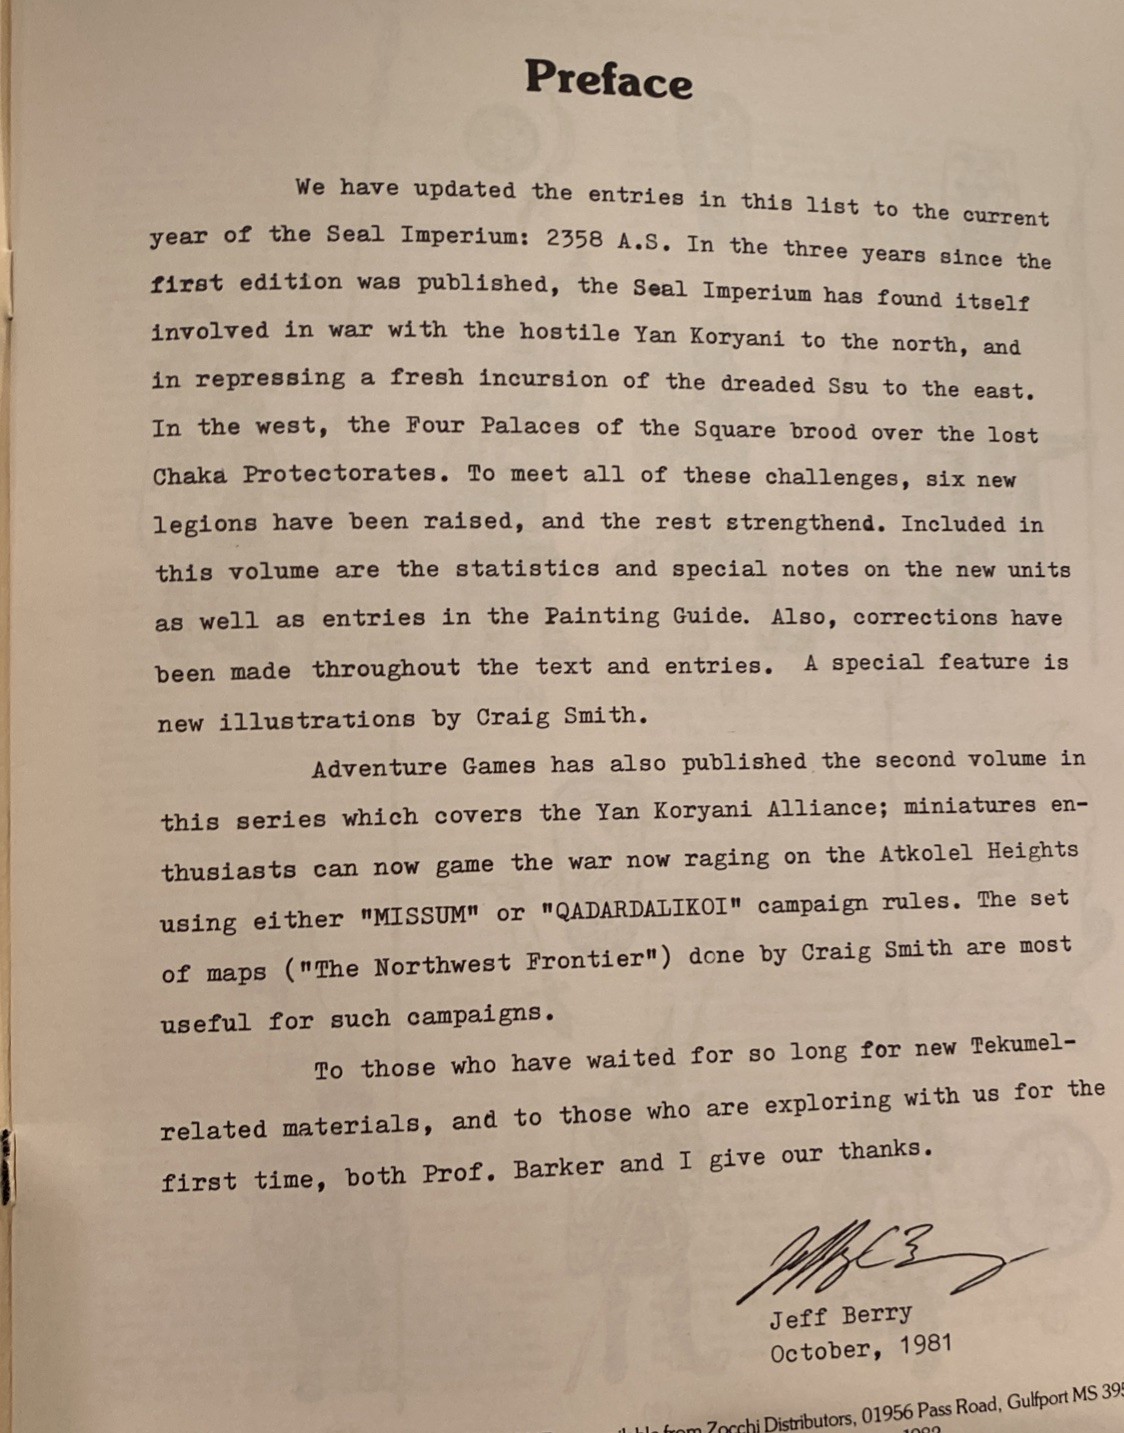 Preface
We have updated the entries in this list to the current
year of the Seal Imperium: 2358 A.S. In the three years since the
first edition was published, the Seal Imperium has found itself
involved in war with the hostile Yan Koryani to the north, and
in repressing a fresh incursion of the dreaded Ssu to the east.
In the west, the Four Palaces of the Square brood over the lost
Chaka Protectorates. To meet all of these challenges, six new
legions have been raised, and the rest strengthend. Included in
this volume are the statistics and special notes on the new units
as well as entries in the Painting Guide. Also, corrections have
been made throughout the text and entries. A special feature is
new illustrations by Craig Smith.
Adventure Games has also published the second volume in
this series which covers the Yan Koryani Alliance; miniatures en-
thusiasts can now game the war now raging on the Atkolel Heights
using either "MISSUM" or "QADARDALIKOI" campaign rules. The set
of maps ("The Northwest Frontier") done by Craig Smith are most
useful for such campaigns.
To those who have waited for so long for new Tekumel-
related materials, and to those who are exploring with us for the
first time, both Prof. Barker and I give our thanks.
Jeff Berry
October, 1981
from Zocchi Distributors, 01956 Pass Road, Gulfport MS